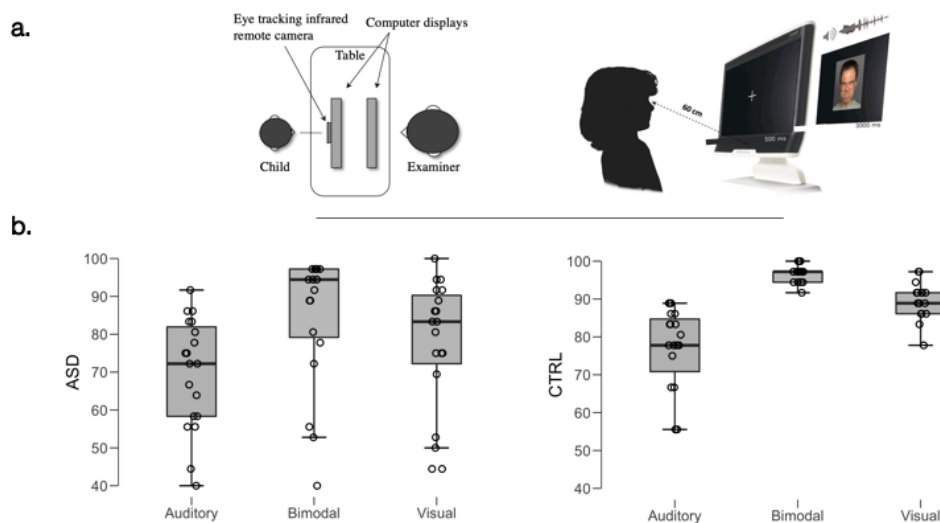 a.
Eye tracking infrared
remote camera
Computer displays
Table
Child
Examiner
60 cm
500 ms
3000 ms
b.
ASD
100
90
80
70
60
50
40
Auditory
Bimodal
Visual
CTRL
100
90
80
70
60
50
40
Auditory
Bimodal
Visual